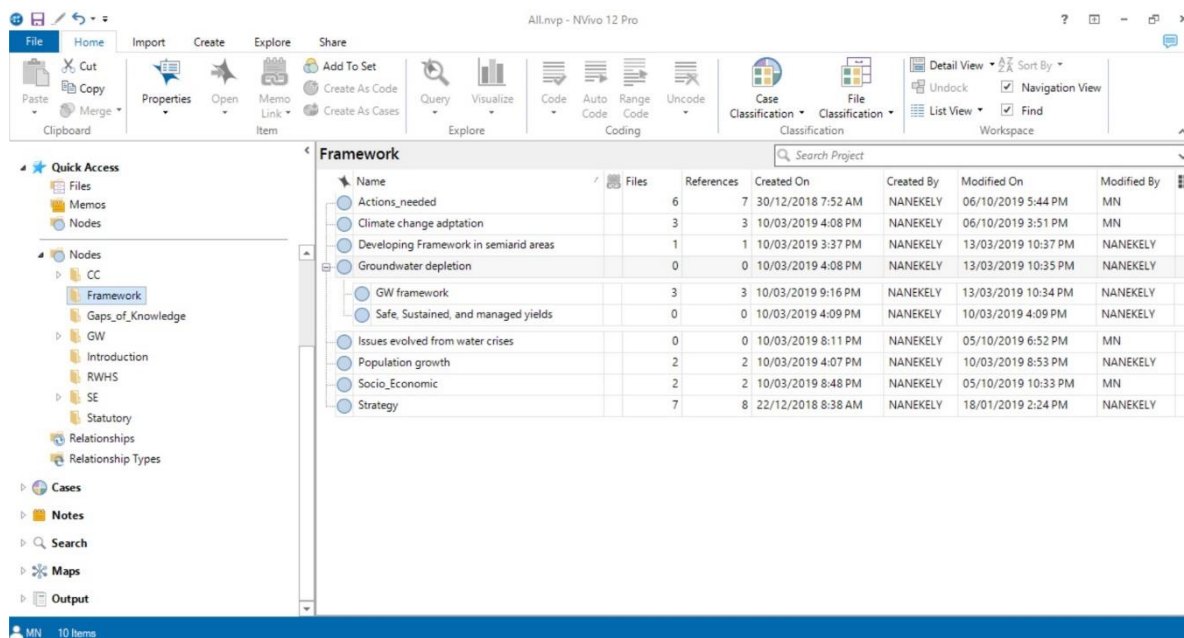 All.nvp - NVivo 12 Pro
File Home Import Create Explore Share
Paste Cut Copy Merge
Clipboard
Properties Open Memo Link Add To Set Create As Code Create As Cases
Item
Query Visualize
Explore
Code Auto Code Range Code Uncode
Coding
Case Classification File Classification
Classification
Detail View Sort By Undock Navigation View List View Find
Workspace
Quick Access
Files
Memos
Nodes
Nodes
CC
Framework
Gaps_of_Knowledge
GW
Introduction
RWHS
SE
Statutory
Relationships
Relationship Types
Cases
Notes
Search
Maps
Output
Framework Search Project
Name Files References Created On Created By Modified On Modified By
Actions_needed 6 7 30/12/2018 7:52 AM NANEKELY 06/10/2019 5:44 PM MN
Climate change adptation 3 3 10/03/2019 4:08 PM NANEKELY 06/10/2019 3:51 PM MN
Developing Framework in semiarid areas 1 1 10/03/2019 3:37 PM NANEKELY 13/03/2019 10:37 PM NANEKELY
Groundwater depletion 0 0 10/03/2019 4:08 PM NANEKELY 13/03/2019 10:35 PM NANEKELY
GW framework 3 3 10/03/2019 9:16 PM NANEKELY 13/03/2019 10:34 PM NANEKELY
Safe, Sustained, and managed yields 0 0 10/03/2019 4:09 PM NANEKELY 10/03/2019 4:09 PM NANEKELY
Issues evolved from water crises 0 0 10/03/2019 8:11 PM NANEKELY 05/10/2019 6:52 PM MN
Population growth 2 2 10/03/2019 4:07 PM NANEKELY 10/03/2019 8:53 PM NANEKELY
Socio_Economic 2 2 10/03/2019 8:48 PM NANEKELY 05/10/2019 10:33 PM MN
Strategy 7 8 22/12/2018 8:38 AM NANEKELY 18/01/2019 2:24 PM NANEKELY
MN 10 Items